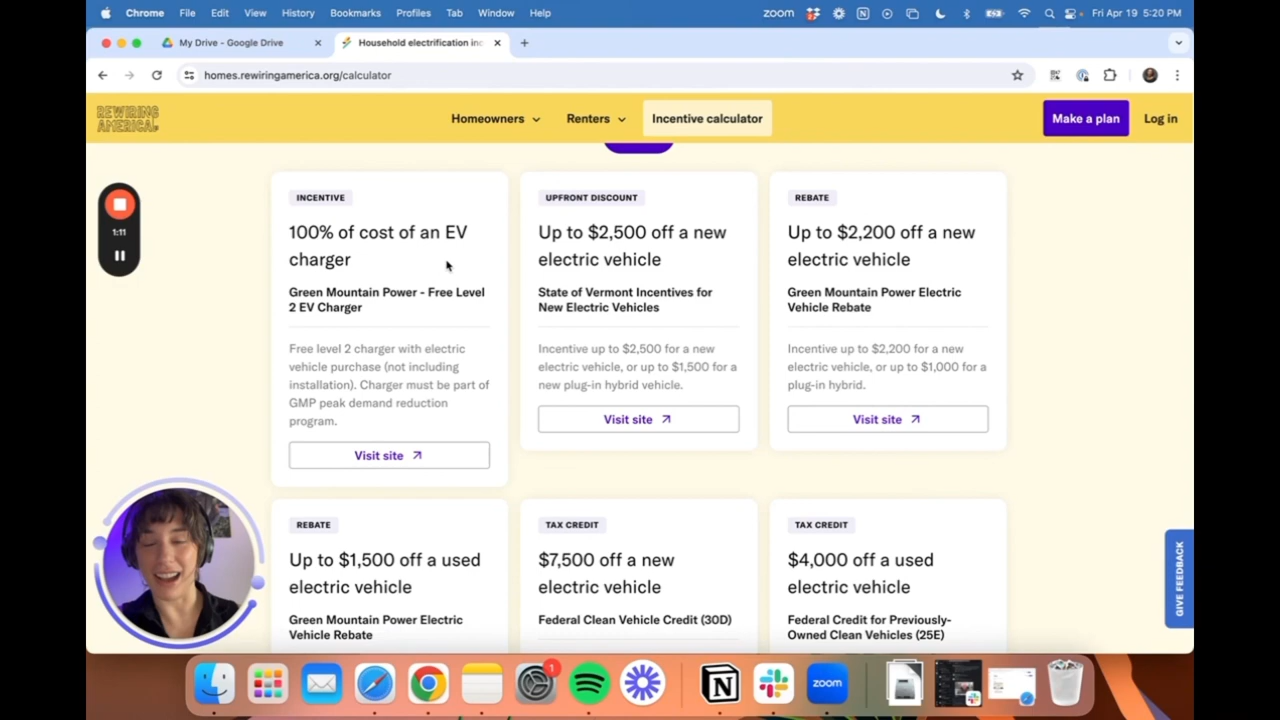 Chrome File Edit View History Bookmarks Profiles Tab Window Help zoom Fri Apr 19 5:20 PM
My Drive - Google Drive
Household electrification inc
homes.rewiringamerica.org/calculator
REWIRING
AMERICA
Homeowners
Renters
Incentive calculator
Make a plan
Log in
1:11
INCENTIVE
100% of cost of an EV
charger
Green Mountain Power - Free Level
2 EV Charger
Free level 2 charger with electric
vehicle purchase (not including
installation). Charger must be part of
GMP peak demand reduction
program.
Visit site
UPFRONT DISCOUNT
Up to $2,500 off a new
electric vehicle
State of Vermont Incentives for
New Electric Vehicles
Incentive up to $2,500 for a new
electric vehicle, or up to $1,500 for a
new plug-in hybrid vehicle.
Visit site
REBATE
Up to $2,200 off a new
electric vehicle
Green Mountain Power Electric
Vehicle Rebate
Incentive up to $2,200 for a new
electric vehicle, or up to $1,000 for a
plug-in hybrid.
Visit site
REBATE
Up to $1,500 off a used
electric vehicle
Green Mountain Power Electric
Vehicle Rebate
TAX CREDIT
$7,500 off a new
electric vehicle
Federal Clean Vehicle Credit (30D)
TAX CREDIT
$4,000 off a used
electric vehicle
Federal Credit for Previously-
Owned Clean Vehicles (25E)
GIVE FEEDBACK
1
zoom